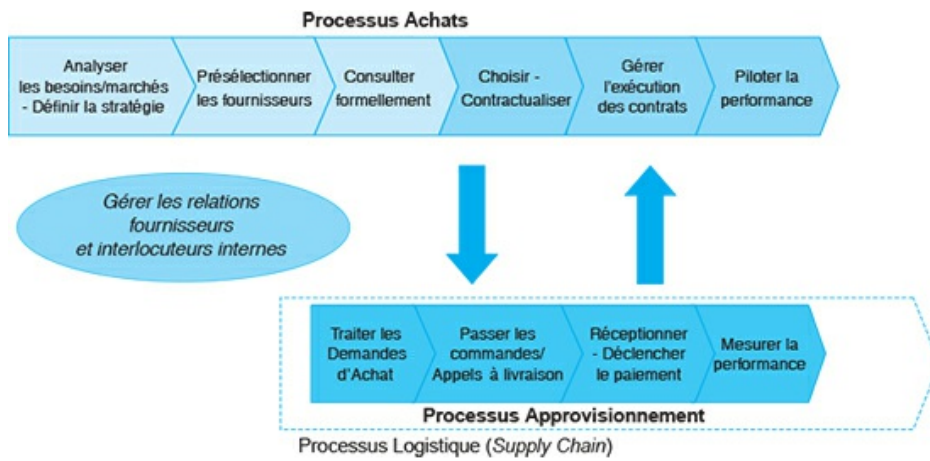 Processus Achats
Analyser
les besoins/marchés
- Définir la stratégie
Présélectionner
les fournisseurs
Consulter
formellement
Choisir -
Contractualiser
Gérer
l'exécution
des contrats
Piloter la
performance
Gérer les relations
fournisseurs
et interlocuteurs internes
Traiter les
Demandes
d'Achat
Passer les
commandes/
Appels à livraison
Réceptionner
- Déclencher
le paiement
Mesurer la
performance
Processus Approvisionnement
Processus Logistique (Supply Chain)